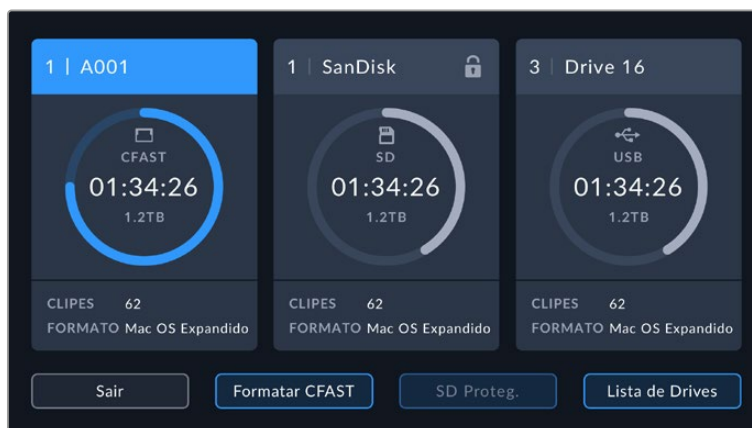 1 | A001
CFAST
01:34:26
1.2TB
CLIPES 62
FORMATO Mac OS Expandido
1 | SanDisk
SD
01:34:26
1.2TB
CLIPES 62
FORMATO Mac OS Expandido
3 | Drive 16
USB
01:34:26
1.2TB
CLIPES 62
FORMATO Mac OS Expandido
Sair
Formatar CFAST
SD Proteg.
Lista de Drives